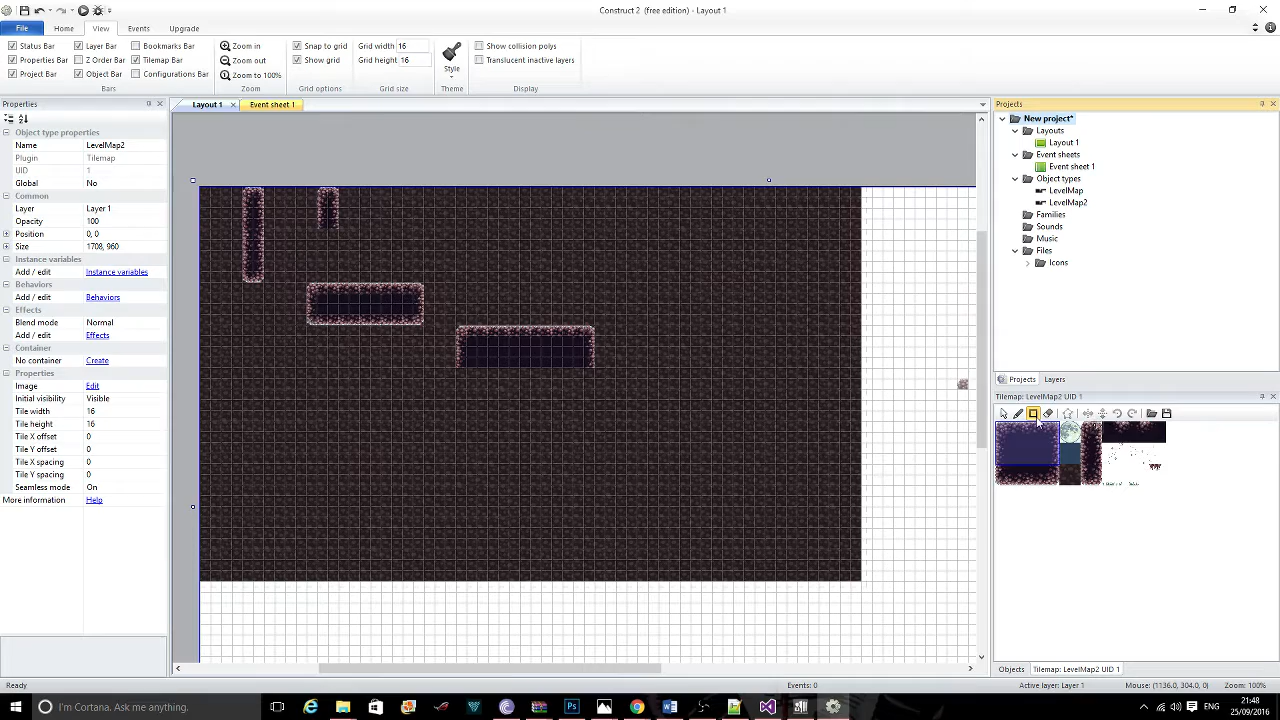 Construct 2 (free edition) - Layout 1
File Home View Events Upgrade
Status Bar Layer Bar Bookmarks Bar Zoom in Snap to grid Grid width 16 Show collision polys
Properties Bar Z Order Bar Tilemap Bar Zoom out Show grid Grid height 16 Style Translucent inactive layers
Project Bar Object Bar Configurations Bar Zoom to 100%
Bars Zoom Grid options Grid size Theme Display
Properties
Layout 1 Event sheet 1
Projects
Object type properties
Name LevelMap2
Plugin Tilemap
UID 1
Global No
Common
Layer Layer 1
Opacity 100
Position 0, 0
Size 1708, 960
Instance variables
Add / edit Instance variables
Behaviors
Add / edit Behaviors
Effects
Blend mode Normal
Add / edit Effects
Container
No container Create
Properties
Image Edit
Initial visibility Visible
Tile width 16
Tile height 16
Tile X offset 0
Tile Y offset 0
Tile X spacing 0
Tile Y spacing 0
Seamless mode On
More information Help
New project*
Layouts
Layout 1
Event sheets
Event sheet 1
Object types
LevelMap
LevelMap2
Families
Sounds
Music
Files
Icons
Projects Layers
Tilemap: LevelMap2 UID 1
Objects Tilemap: LevelMap2 UID 1
Ready Events: 0 Active layer: Layer 1 Mouse: (1136.0, 304.0, 0) Zoom: 100%
I'm Cortana. Ask me anything. ENG 21:48
25/09/2016